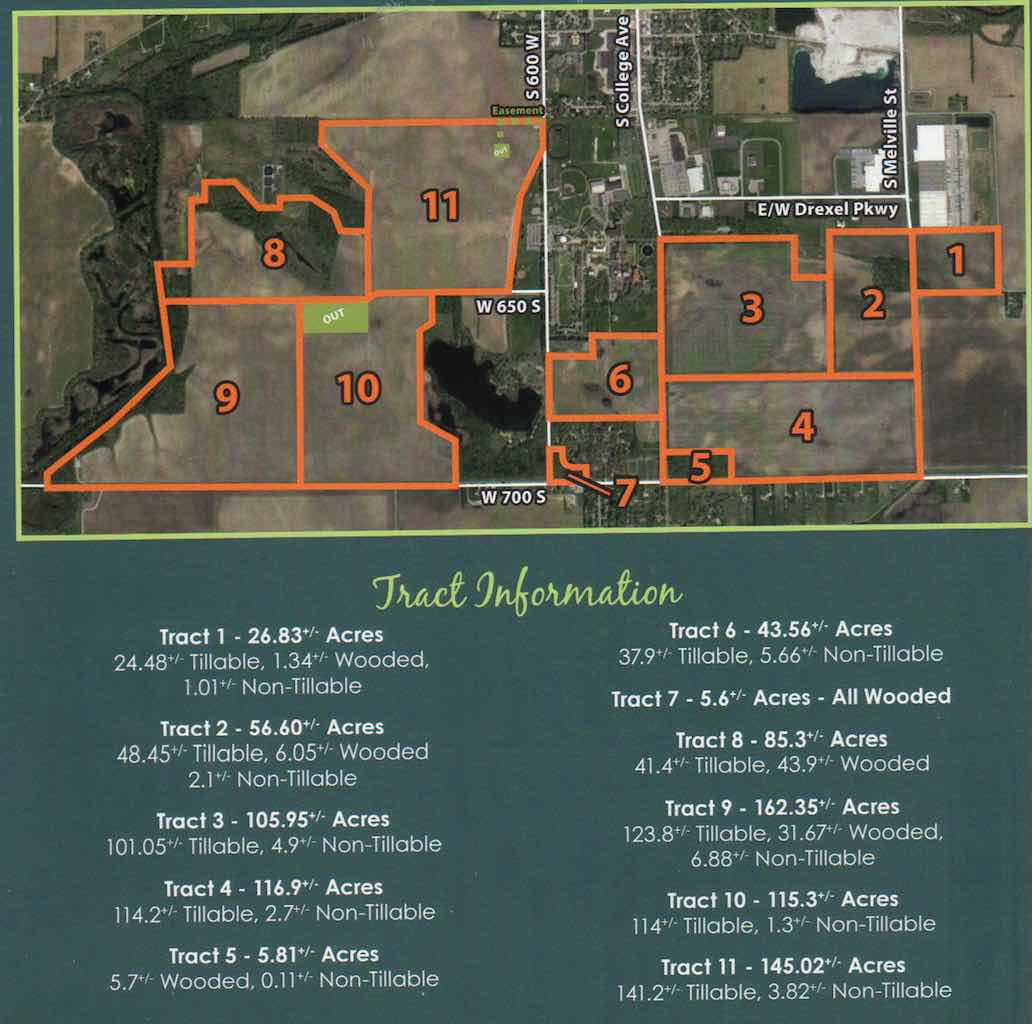 S 600 W
S College Ave
S Melville St
Easement
OUT
11
E/W Drexel Pkwy
8
1
3
2
W 650 S
OUT
6
9
10
4
5
7
W 700 S
Tract Information
Tract 1 - 26.83+/- Acres
24.48+/- Tillable, 1.34+/- Wooded,
1.01+/- Non-Tillable
Tract 2 - 56.60+/- Acres
48.45+/- Tillable, 6.05+/- Wooded
2.1+/- Non-Tillable
Tract 3 - 105.95+/- Acres
101.05+/- Tillable, 4.9+/- Non-Tillable
Tract 4 - 116.9+/- Acres
114.2+/- Tillable, 2.7+/- Non-Tillable
Tract 5 - 5.81+/- Acres
5.7+/- Wooded, 0.11+/- Non-Tillable
Tract 6 - 43.56+/- Acres
37.9+/- Tillable, 5.66+/- Non-Tillable
Tract 7 - 5.6+/- Acres - All Wooded
Tract 8 - 85.3+/- Acres
41.4+/- Tillable, 43.9+/- Wooded
Tract 9 - 162.35+/- Acres
123.8+/- Tillable, 31.67+/- Wooded,
6.88+/- Non-Tillable
Tract 10 - 115.3+/- Acres
114+/- Tillable, 1.3+/- Non-Tillable
Tract 11 - 145.02+/- Acres
141.2+/- Tillable, 3.82+/- Non-Tillable